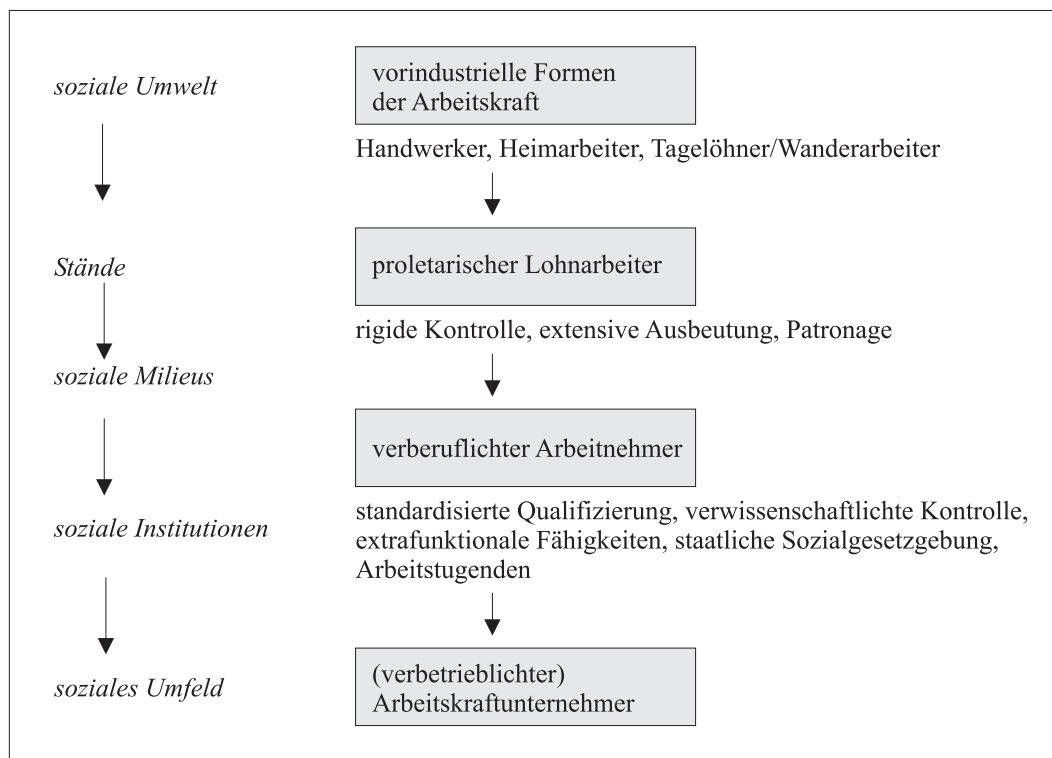 soziale Umwelt
vorindustrielle Formen
der Arbeitskraft
Handwerker, Heimarbeiter, Tagelöhner/Wanderarbeiter
Stände
proletarischer Lohnarbeiter
rigide Kontrolle, extensive Ausbeutung, Patronage
soziale Milieus
verberuflichter Arbeitnehmer
soziale Institutionen
standardisierte Qualifizierung, verwissenschaftlichte Kontrolle,
extrafunktionale Fähigkeiten, staatliche Sozialgesetzgebung,
Arbeitstugenden
soziales Umfeld
(verbetrieblichter)
Arbeitskraftunternehmer